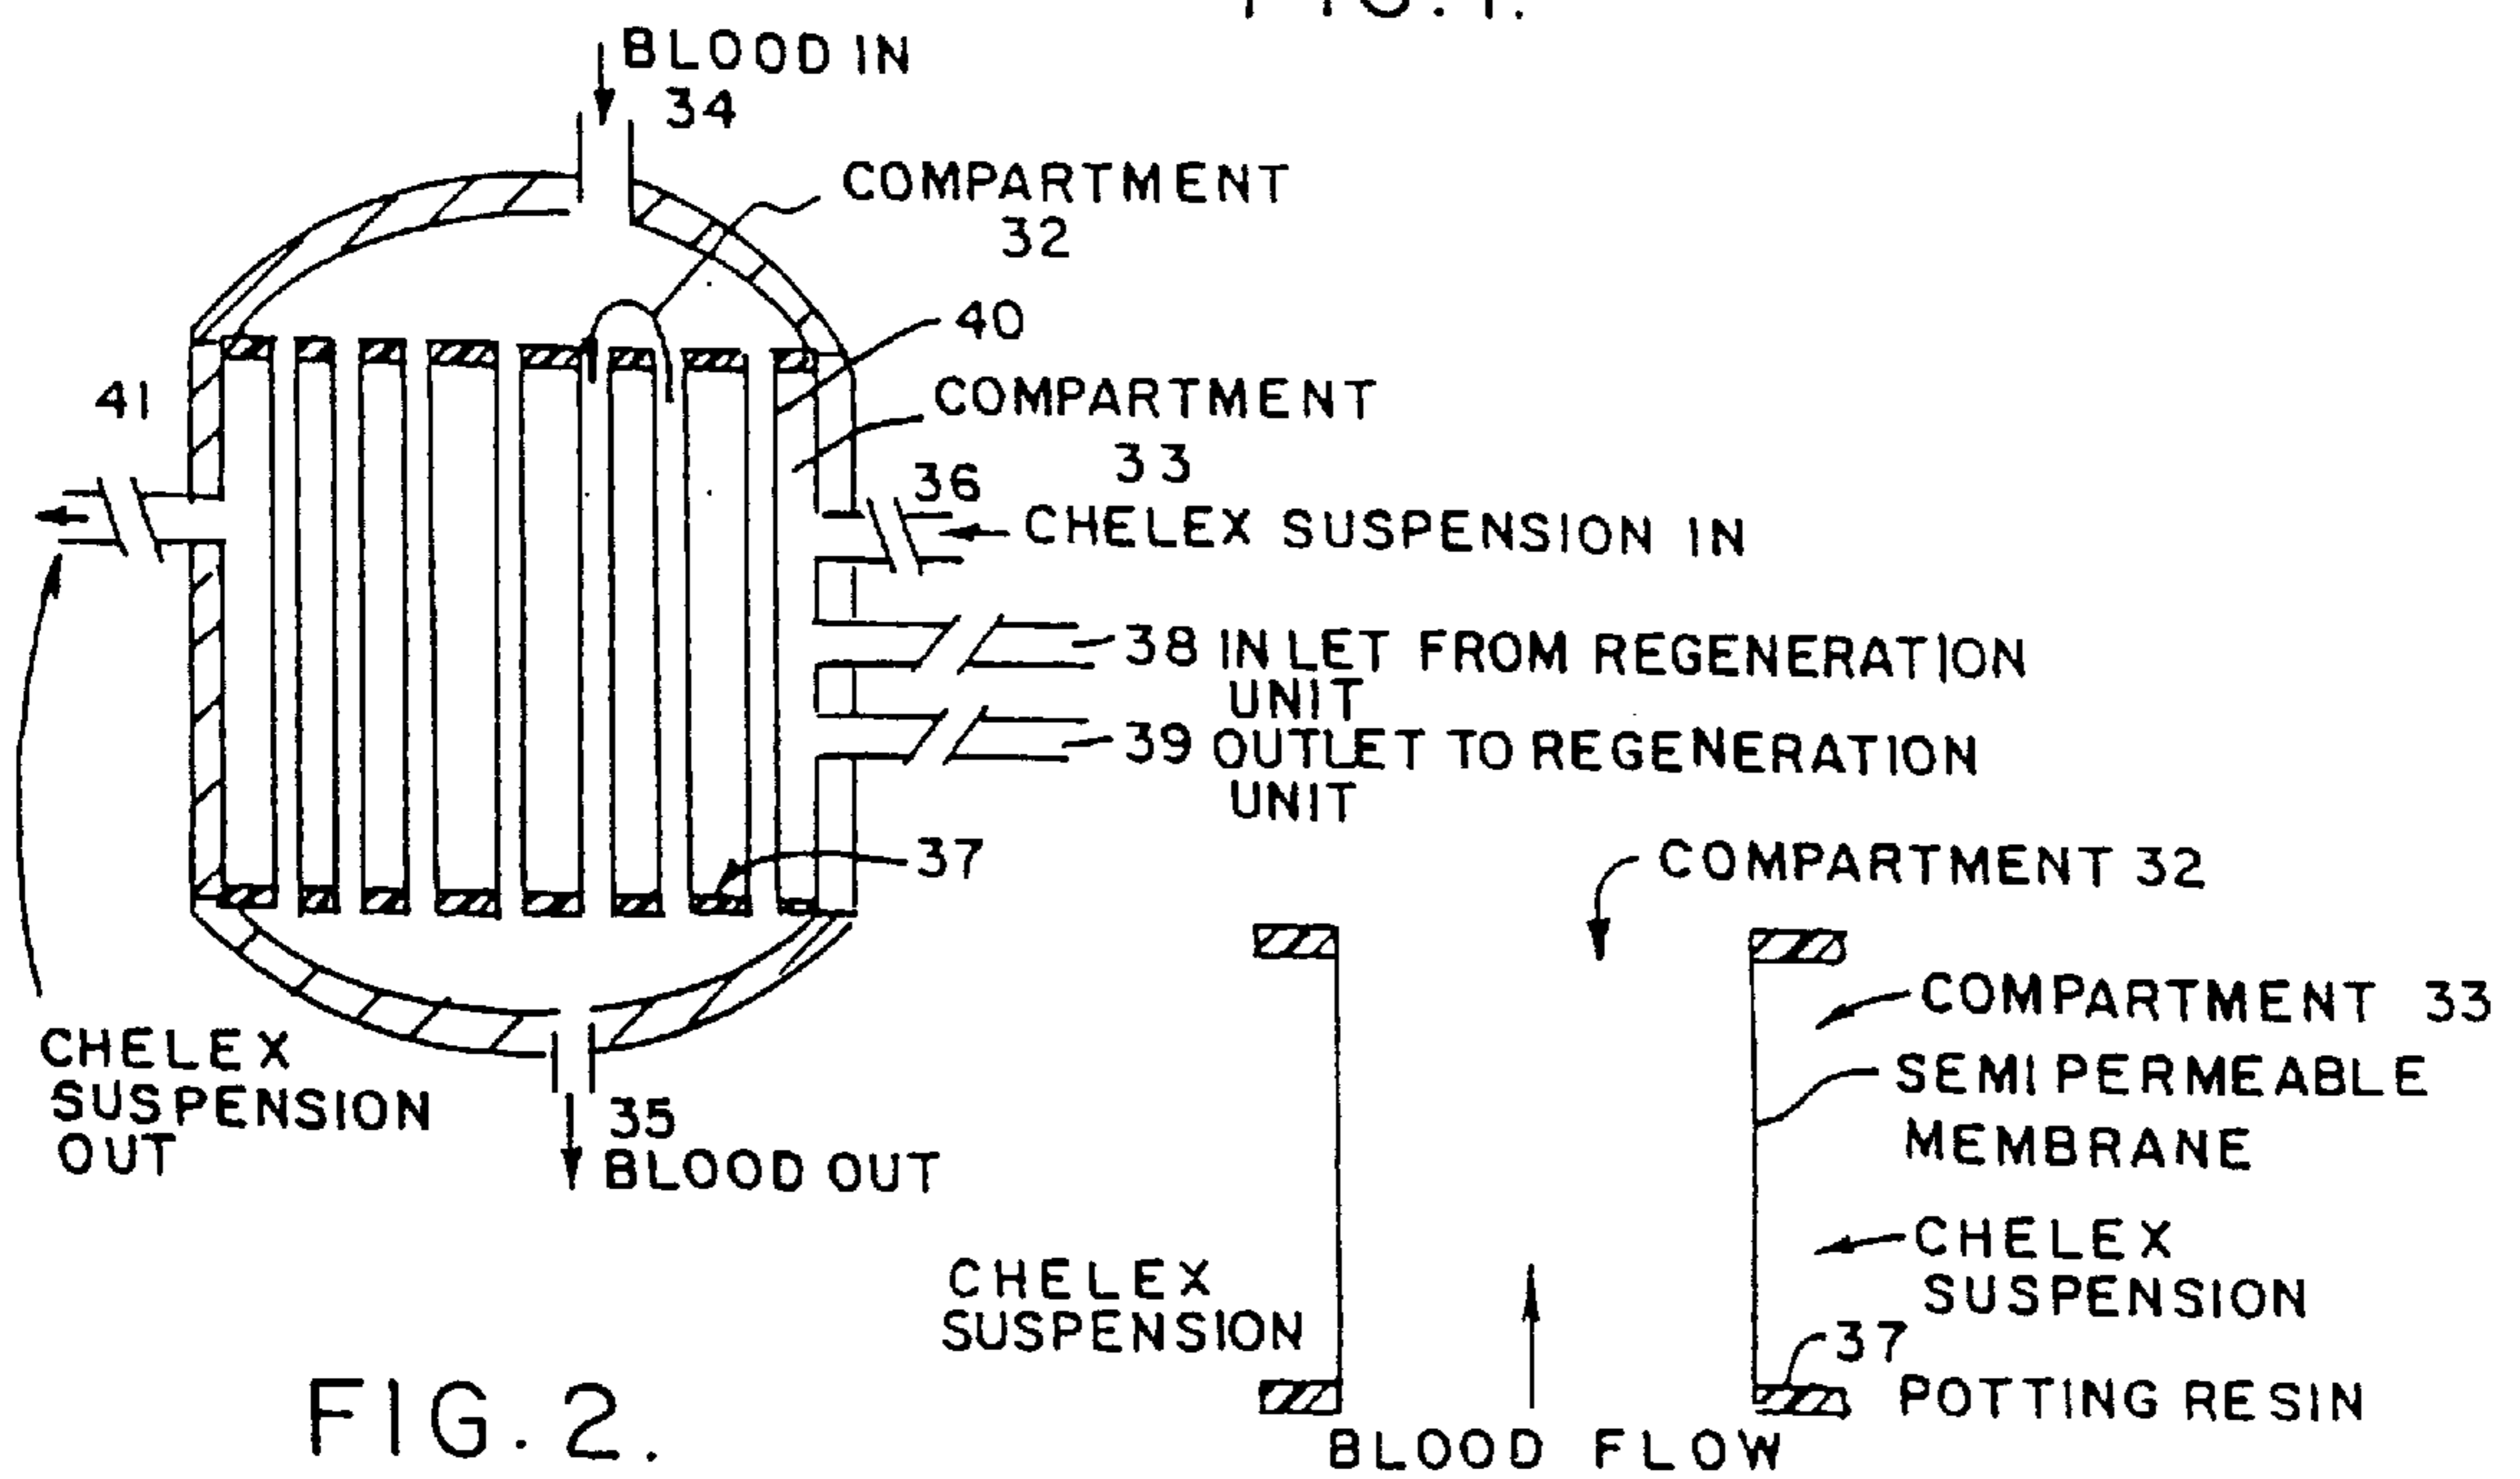 FIG. 1.
BLOOD IN
34
COMPARTMENT
32
40
41
COMPARTMENT
33
36
CHELEX SUSPENSION IN
38 INLET FROM REGENERATION
UNIT
39 OUTLET TO REGENERATION
UNIT
37
CHELEX
SUSPENSION
OUT
35
BLOOD OUT
COMPARTMENT 32
COMPARTMENT 33
SEMI PERMEABLE
MEMBRANE
CHELEX
SUSPENSION
CHELEX
SUSPENSION
37
POTTING RESIN
BLOOD FLOW
FIG. 2.